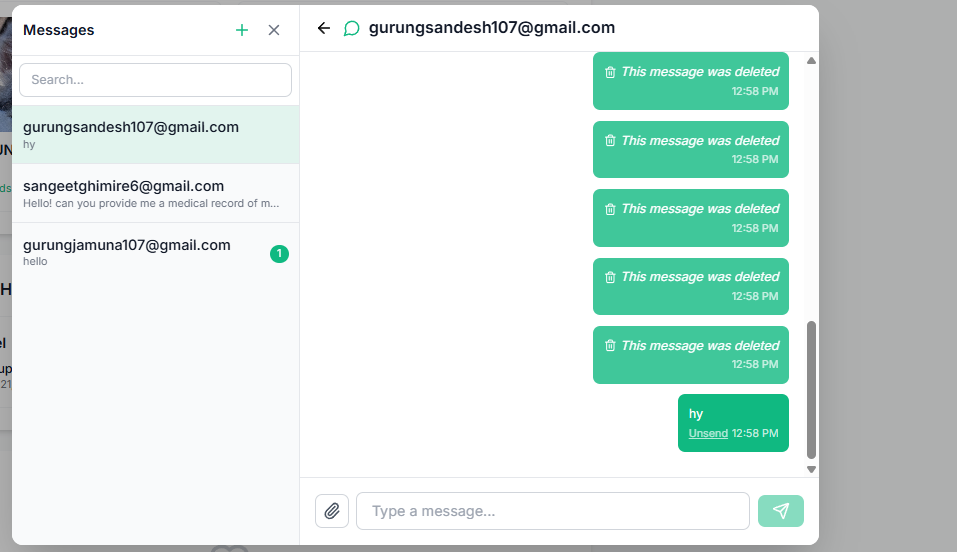 Messages
Search...
gurungsandesh107@gmail.com
hy
sangeetghimire6@gmail.com
Hello! can you provide me a medical record of m...
gurungjamuna107@gmail.com
1
hello
gurungsandesh107@gmail.com
This message was deleted
12:58 PM
This message was deleted
12:58 PM
This message was deleted
12:58 PM
This message was deleted
12:58 PM
This message was deleted
12:58 PM
hy
Unsend 12:58 PM
Type a message...